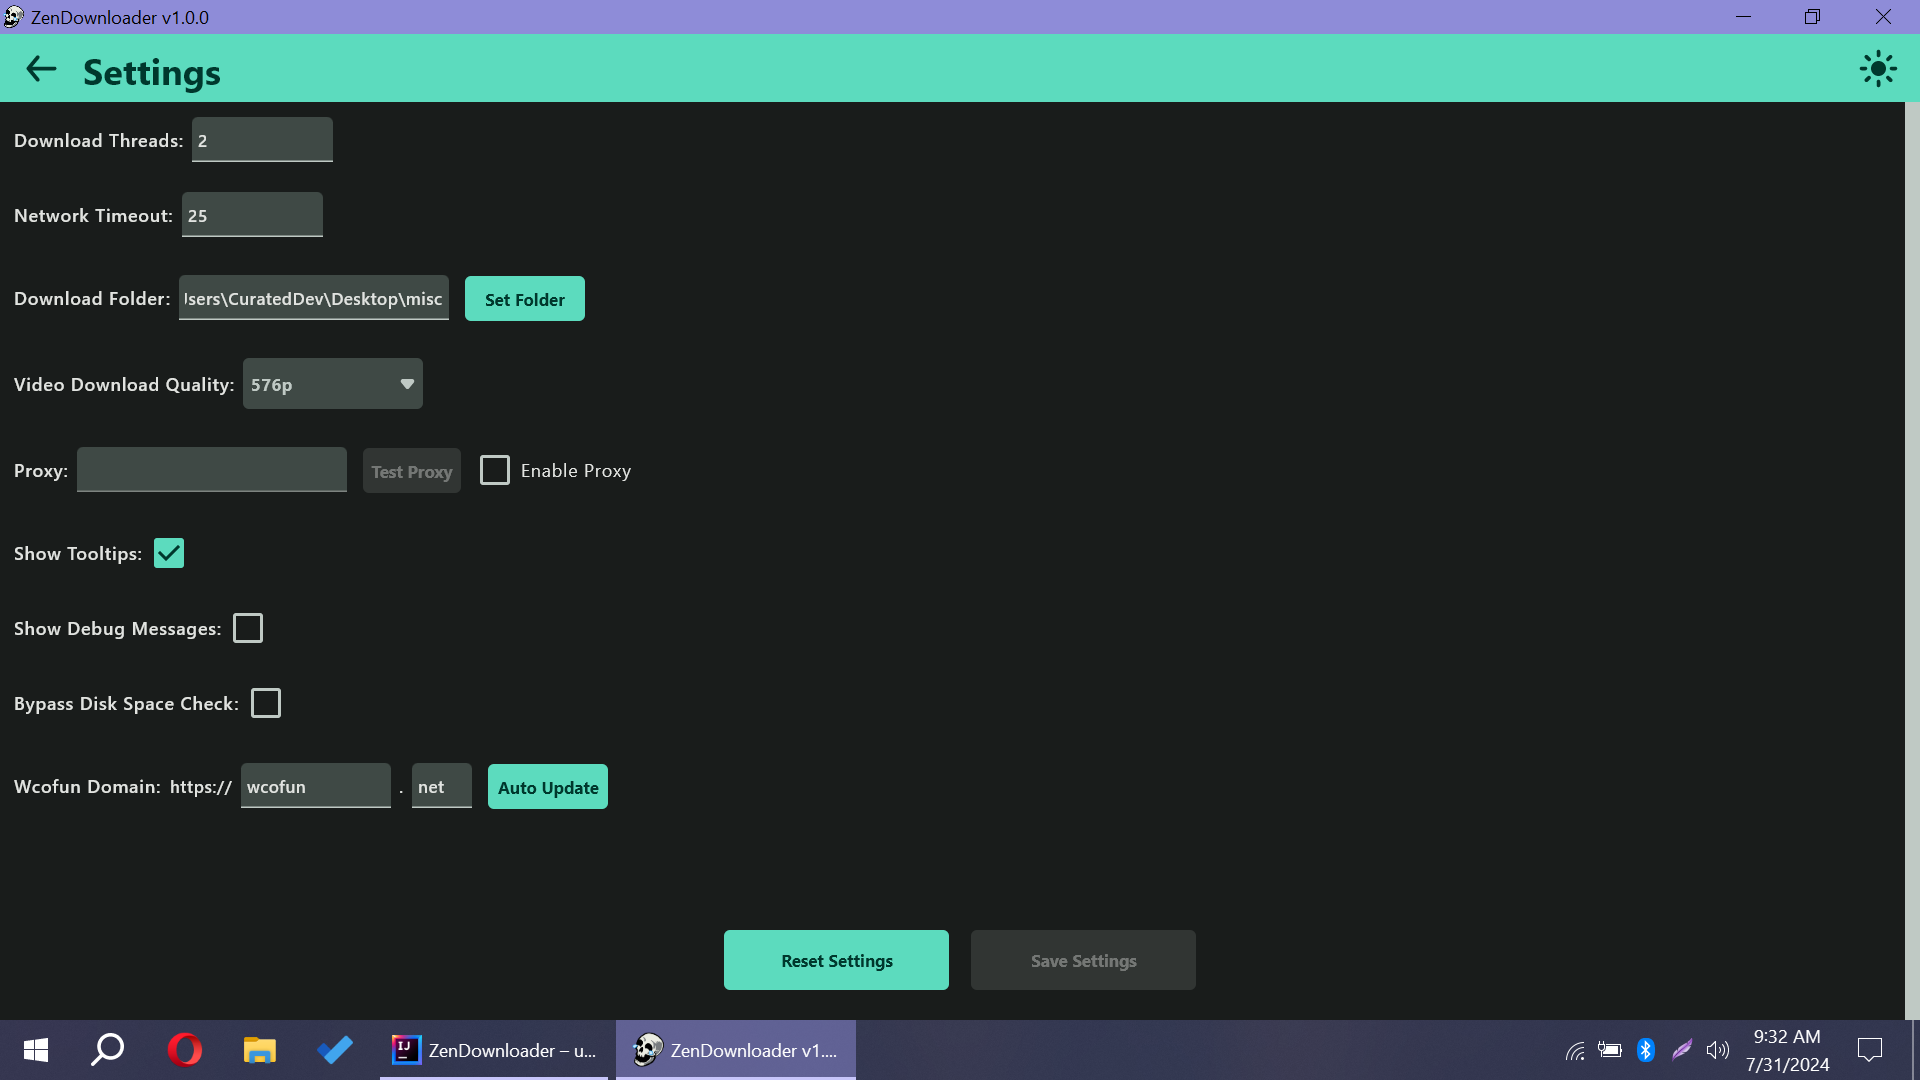 ZenDownloader v1.0.0
Settings
Download Threads: 2
Network Timeout: 25
Download Folder: Users\CuratedDev\Desktop\misc Set Folder
Video Download Quality: 576p
Proxy: Test Proxy Enable Proxy
Show Tooltips:
Show Debug Messages:
Bypass Disk Space Check:
Wcofun Domain: https:// wcofun . net Auto Update
Reset Settings Save Settings
IJ ZenDownloader – u... ZenDownloader v1.... 9:32 AM
7/31/2024